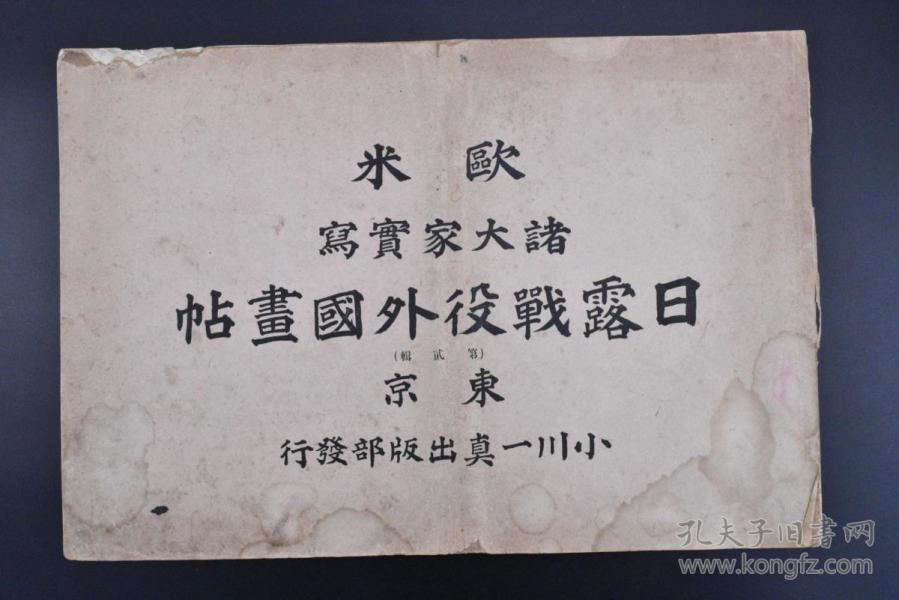 歐米
諸大家實寫
日露戰役外國畫帖
(第貳輯)
東京
小川一眞出版部發行
孔夫子旧书网
www.kongfz.com